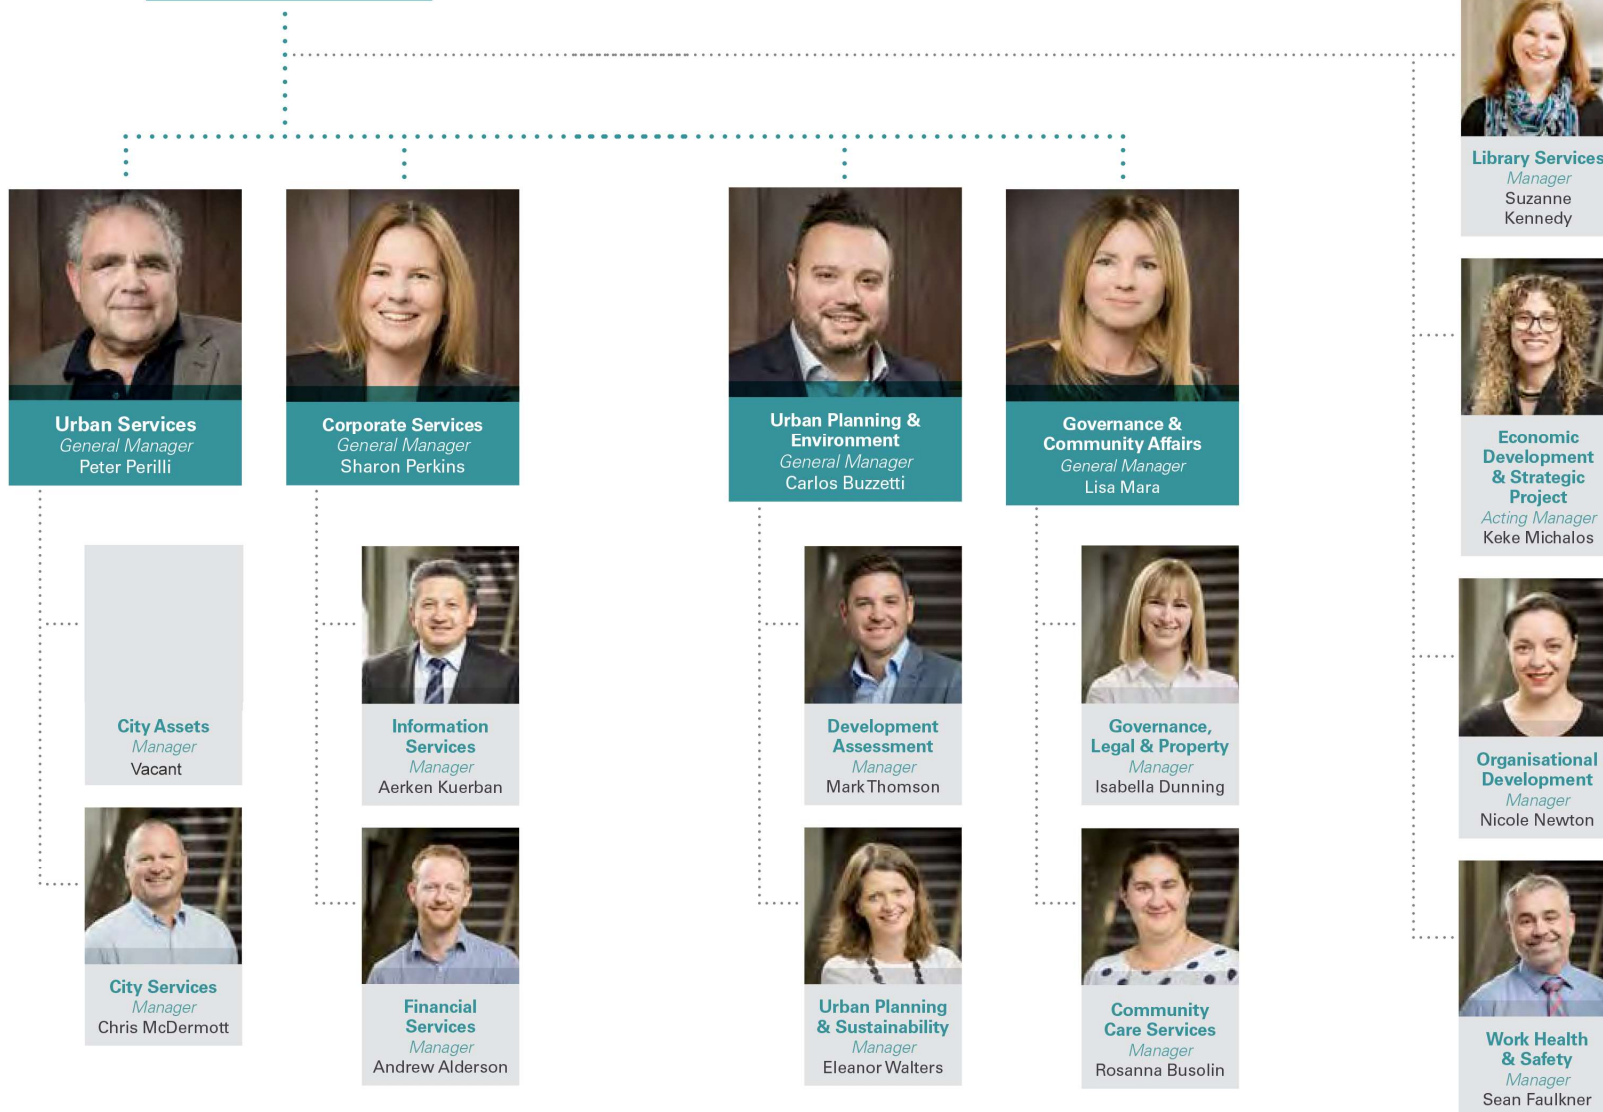 Urban Services
General Manager
Peter Perilli
Corporate Services
General Manager
Sharon Perkins
Urban Planning &
Environment
General Manager
Carlos Buzzetti
Governance &
Community Affairs
General Manager
Lisa Mara
City Assets
Manager
Vacant
City Services
Manager
Chris McDermott
Information
Services
Manager
Aerken Kuerban
Financial
Services
Manager
Andrew Alderson
Development
Assessment
Manager
Mark Thomson
Urban Planning
& Sustainability
Manager
Eleanor Walters
Governance,
Legal & Property
Manager
Isabella Dunning
Community
Care Services
Manager
Rosanna Busolin
Library Services
Manager
Suzanne
Kennedy
Economic
Development
& Strategic
Project
Acting Manager
Keke Michalos
Organisational
Development
Manager
Nicole Newton
Work Health
& Safety
Manager
Sean Faulkner